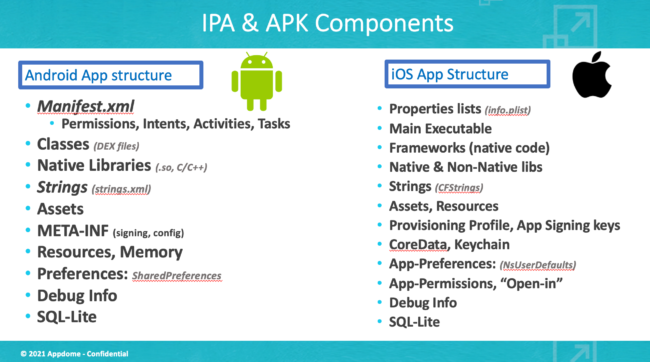 IPA & APK Components
Android App structure
Manifest.xml
Permissions, Intents, Activities, Tasks
Classes (DEX files)
Native Libraries (.so, C/C++)
Strings (strings.xml)
Assets
META-INF (signing, config)
Resources, Memory
Preferences: SharedPreferences
Debug Info
SQL-Lite
iOS App Structure
Properties lists (info.plist)
Main Executable
Frameworks (native code)
Native & Non-Native libs
Strings (CFStrings)
Assets, Resources
Provisioning Profile, App Signing keys
CoreData, Keychain
App-Preferences: (NsUserDefaults)
App-Permissions, “Open-in”
Debug Info
SQL-Lite
© 2021 Appdome - Confidential